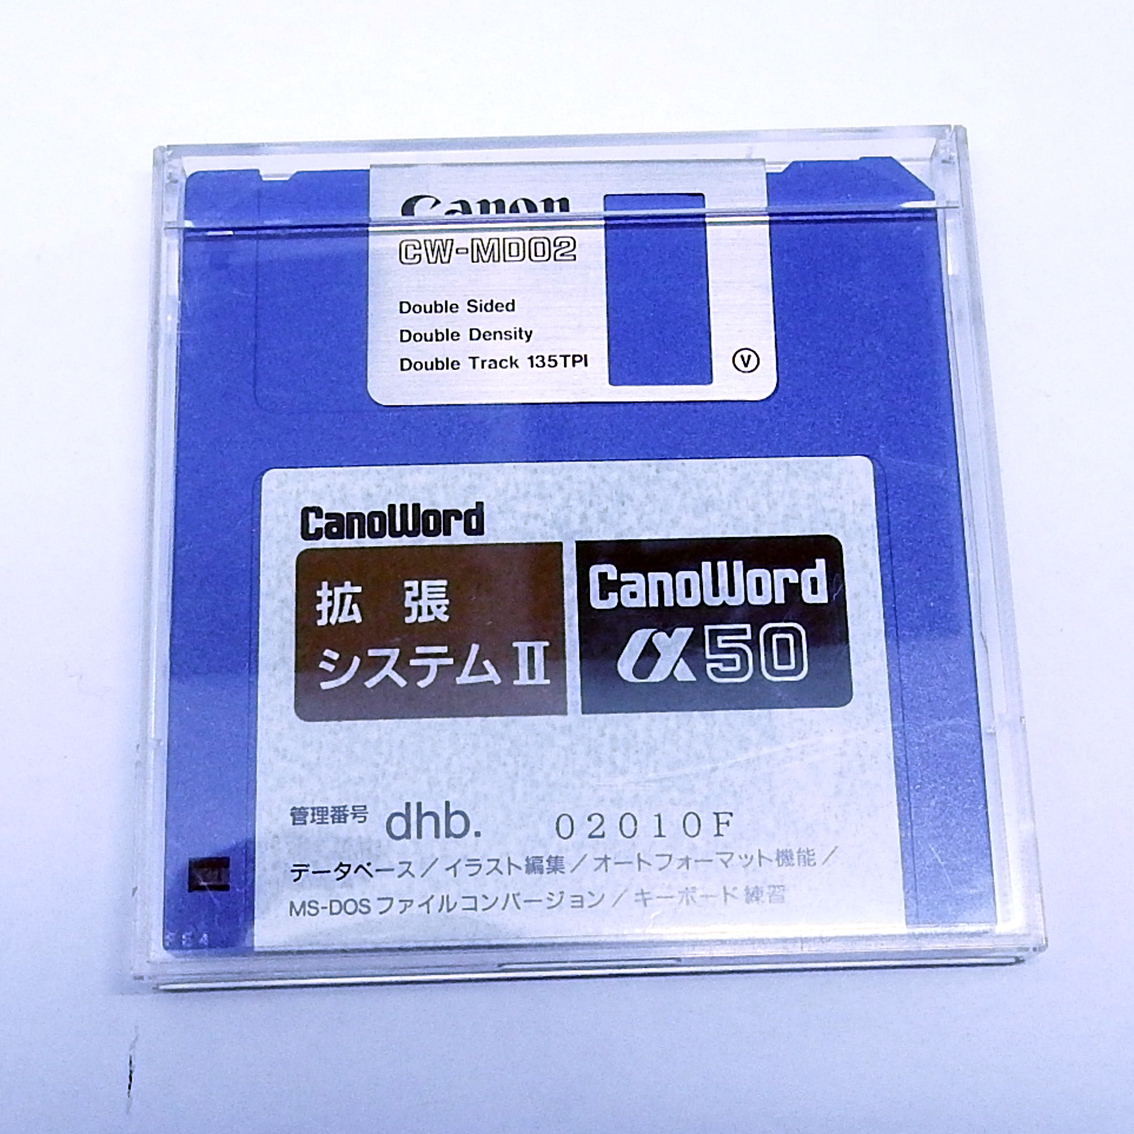 Canon
CW-MD02
Double Sided
Double Density
Double Track 135TPI
V
CanoWord
拡 張
システムII
CanoWord
α50
管理番号 dhb. 02010F
データベース／イラスト編集／オートフォーマット機能／
MS-DOSファイルコンバージョン／キーボード練習